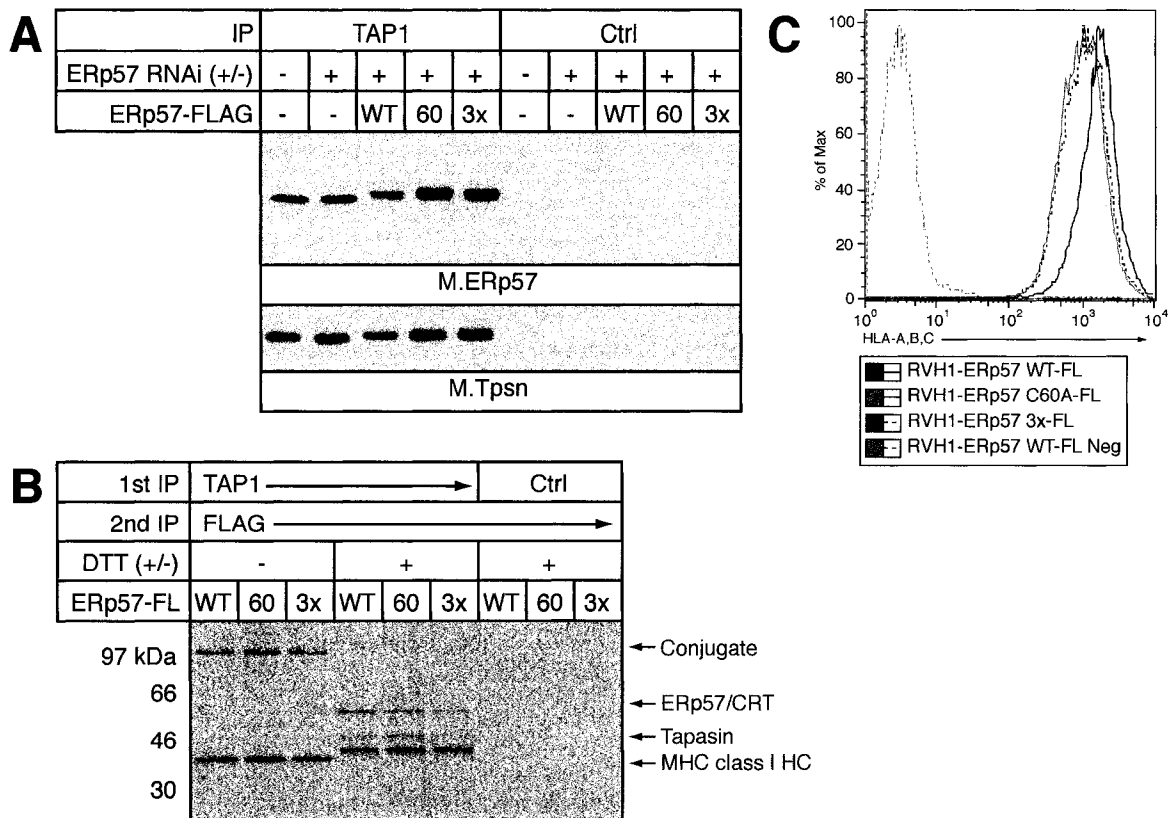 A
IP TAP1 Ctrl
ERp57 RNAi (+/-) - + + + + - + + + +
ERp57-FLAG - - WT 60 3x - - WT 60 3x
M.ERp57
M.Tpsn
B
1st IP TAP1 Ctrl
2nd IP FLAG
DTT (+/-) - + +
ERp57-FL WT 60 3x WT 60 3x WT 60 3x
97 kDa
66
46
30
Conjugate
ERp57/CRT
Tapasin
MHC class I HC
C
% of Max
100
80
60
40
20
0
10^0 10^1 10^2 10^3 10^4
HLA-A,B,C
RVH1-ERp57 WT-FL
RVH1-ERp57 C60A-FL
RVH1-ERp57 3x-FL
RVH1-ERp57 WT-FL Neg